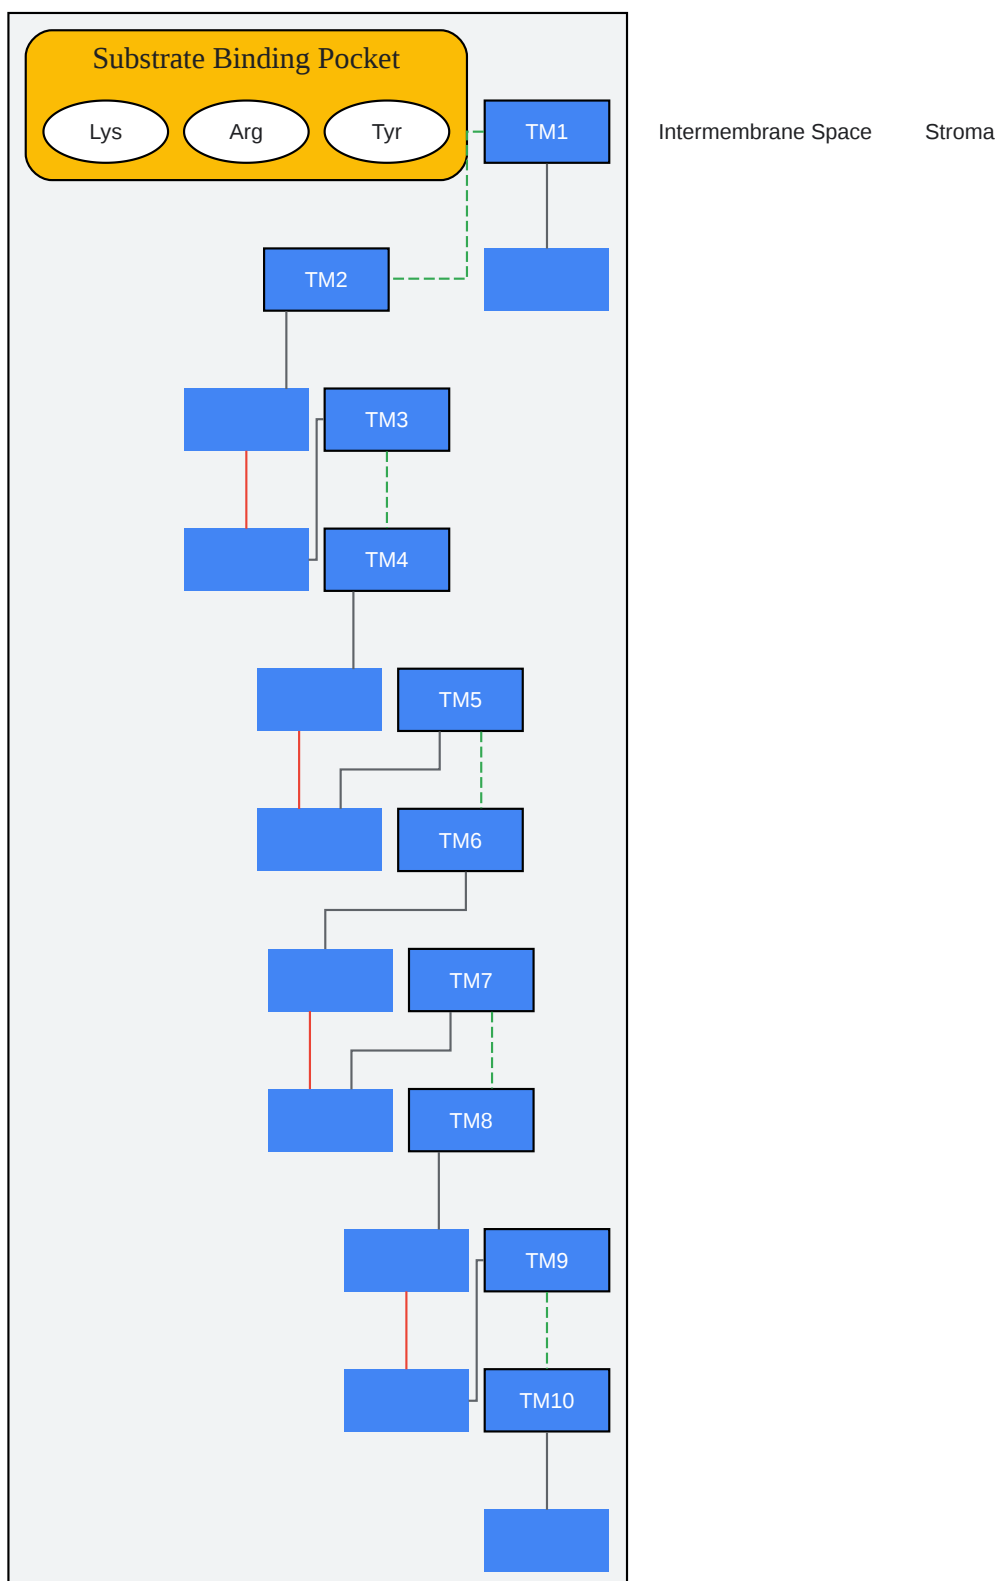 Substrate Binding Pocket
Lys
Arg
Tyr
TM1
Intermembrane Space
Stroma
TM2
TM3
TM4
TM5
TM6
TM7
TM8
TM9
TM10